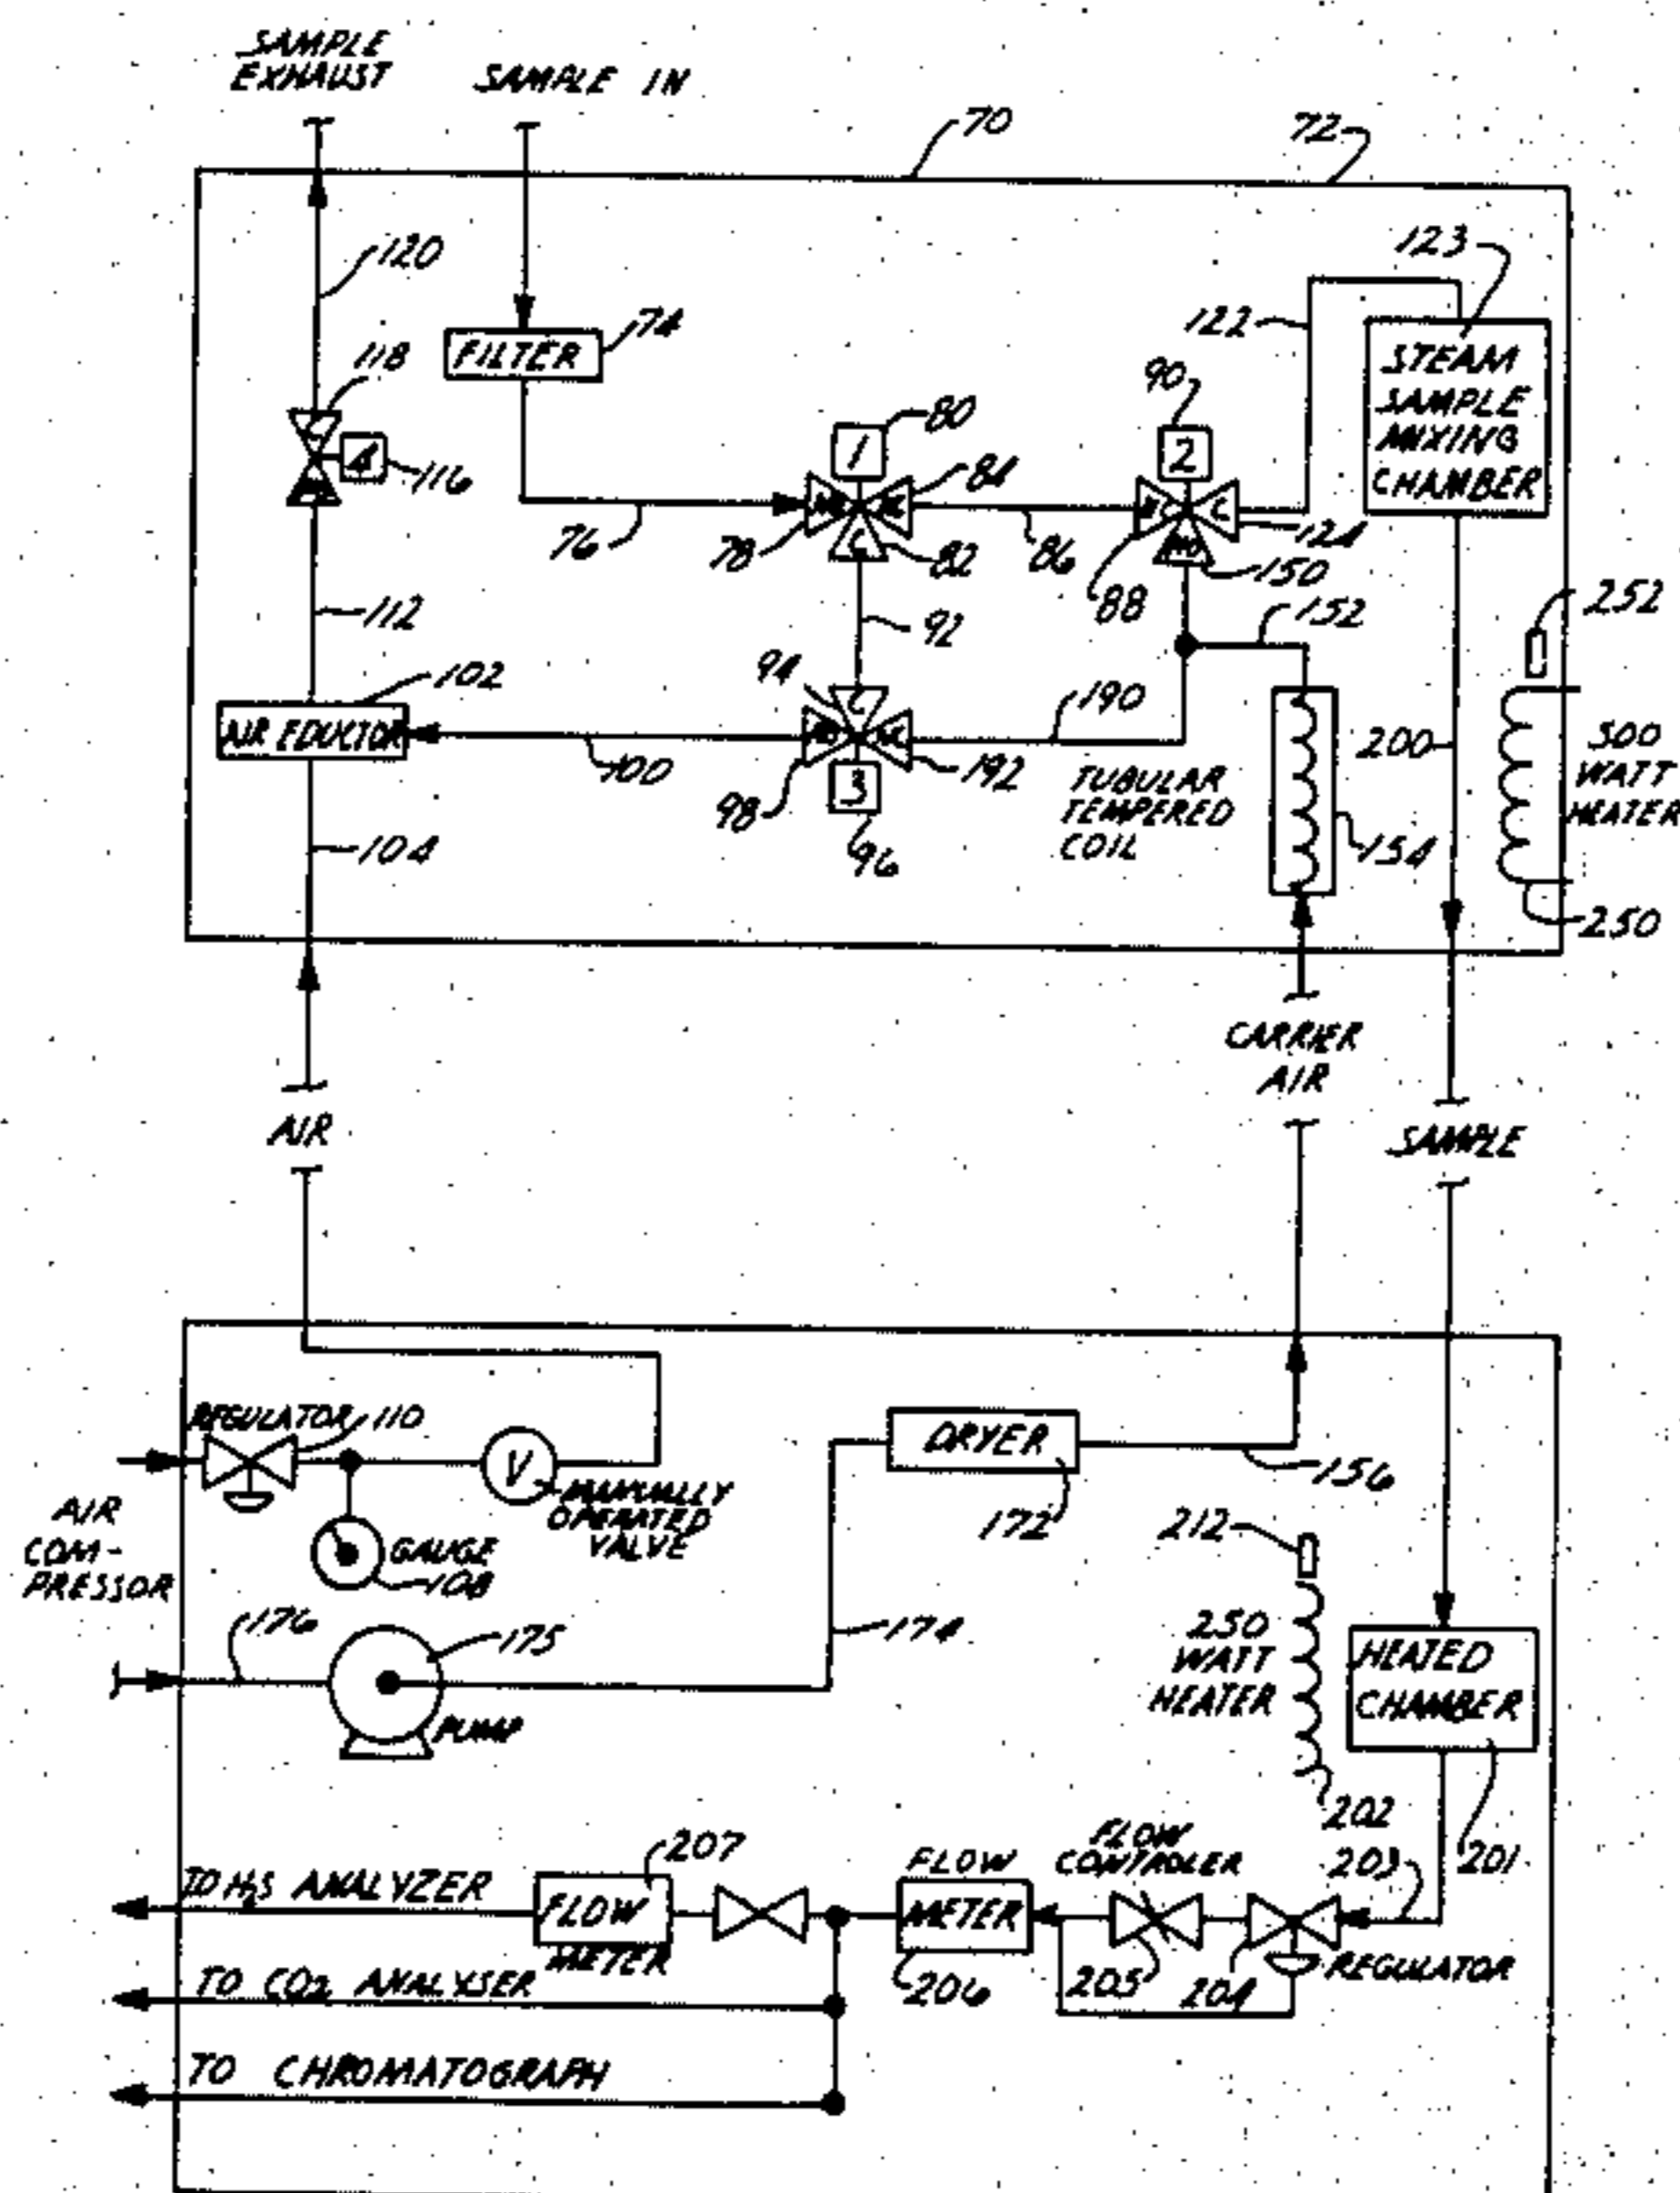 SAMPLE
EXHAUST
SAMPLE IN
70
72
120
123
74
FILTER
122
STEAM
SAMPLE
MIXING
CHAMBER
118
90
80
1
2
4
116
84
C
76
78
C
82
86
88
NO
124
150
112
92
152
252
94
102
190
C
AIR EDUCTOR
200
300
WATT
HEATER
100
98
3
192
TUBULAR
TEMPERED
COIL
104
96
154
250
CARRIER
AIR
AIR
SAMPLE
REGULATOR 110
DRYER
V
156
AIR
COM-
PRESSOR
MANUALLY
OPERATED
VALVE
172
212
GAUGE
108
176
175
174
250
WATT
HEATER
HEATED
CHAMBER
PUMP
202
207
FLOW
FLOW
CONTROLER
203
201
TO H2S ANALYZER
FLOW
METER
METER
206
205
204
REGULATOR
TO CO2 ANALYSER
TO CHROMATOGRAPH